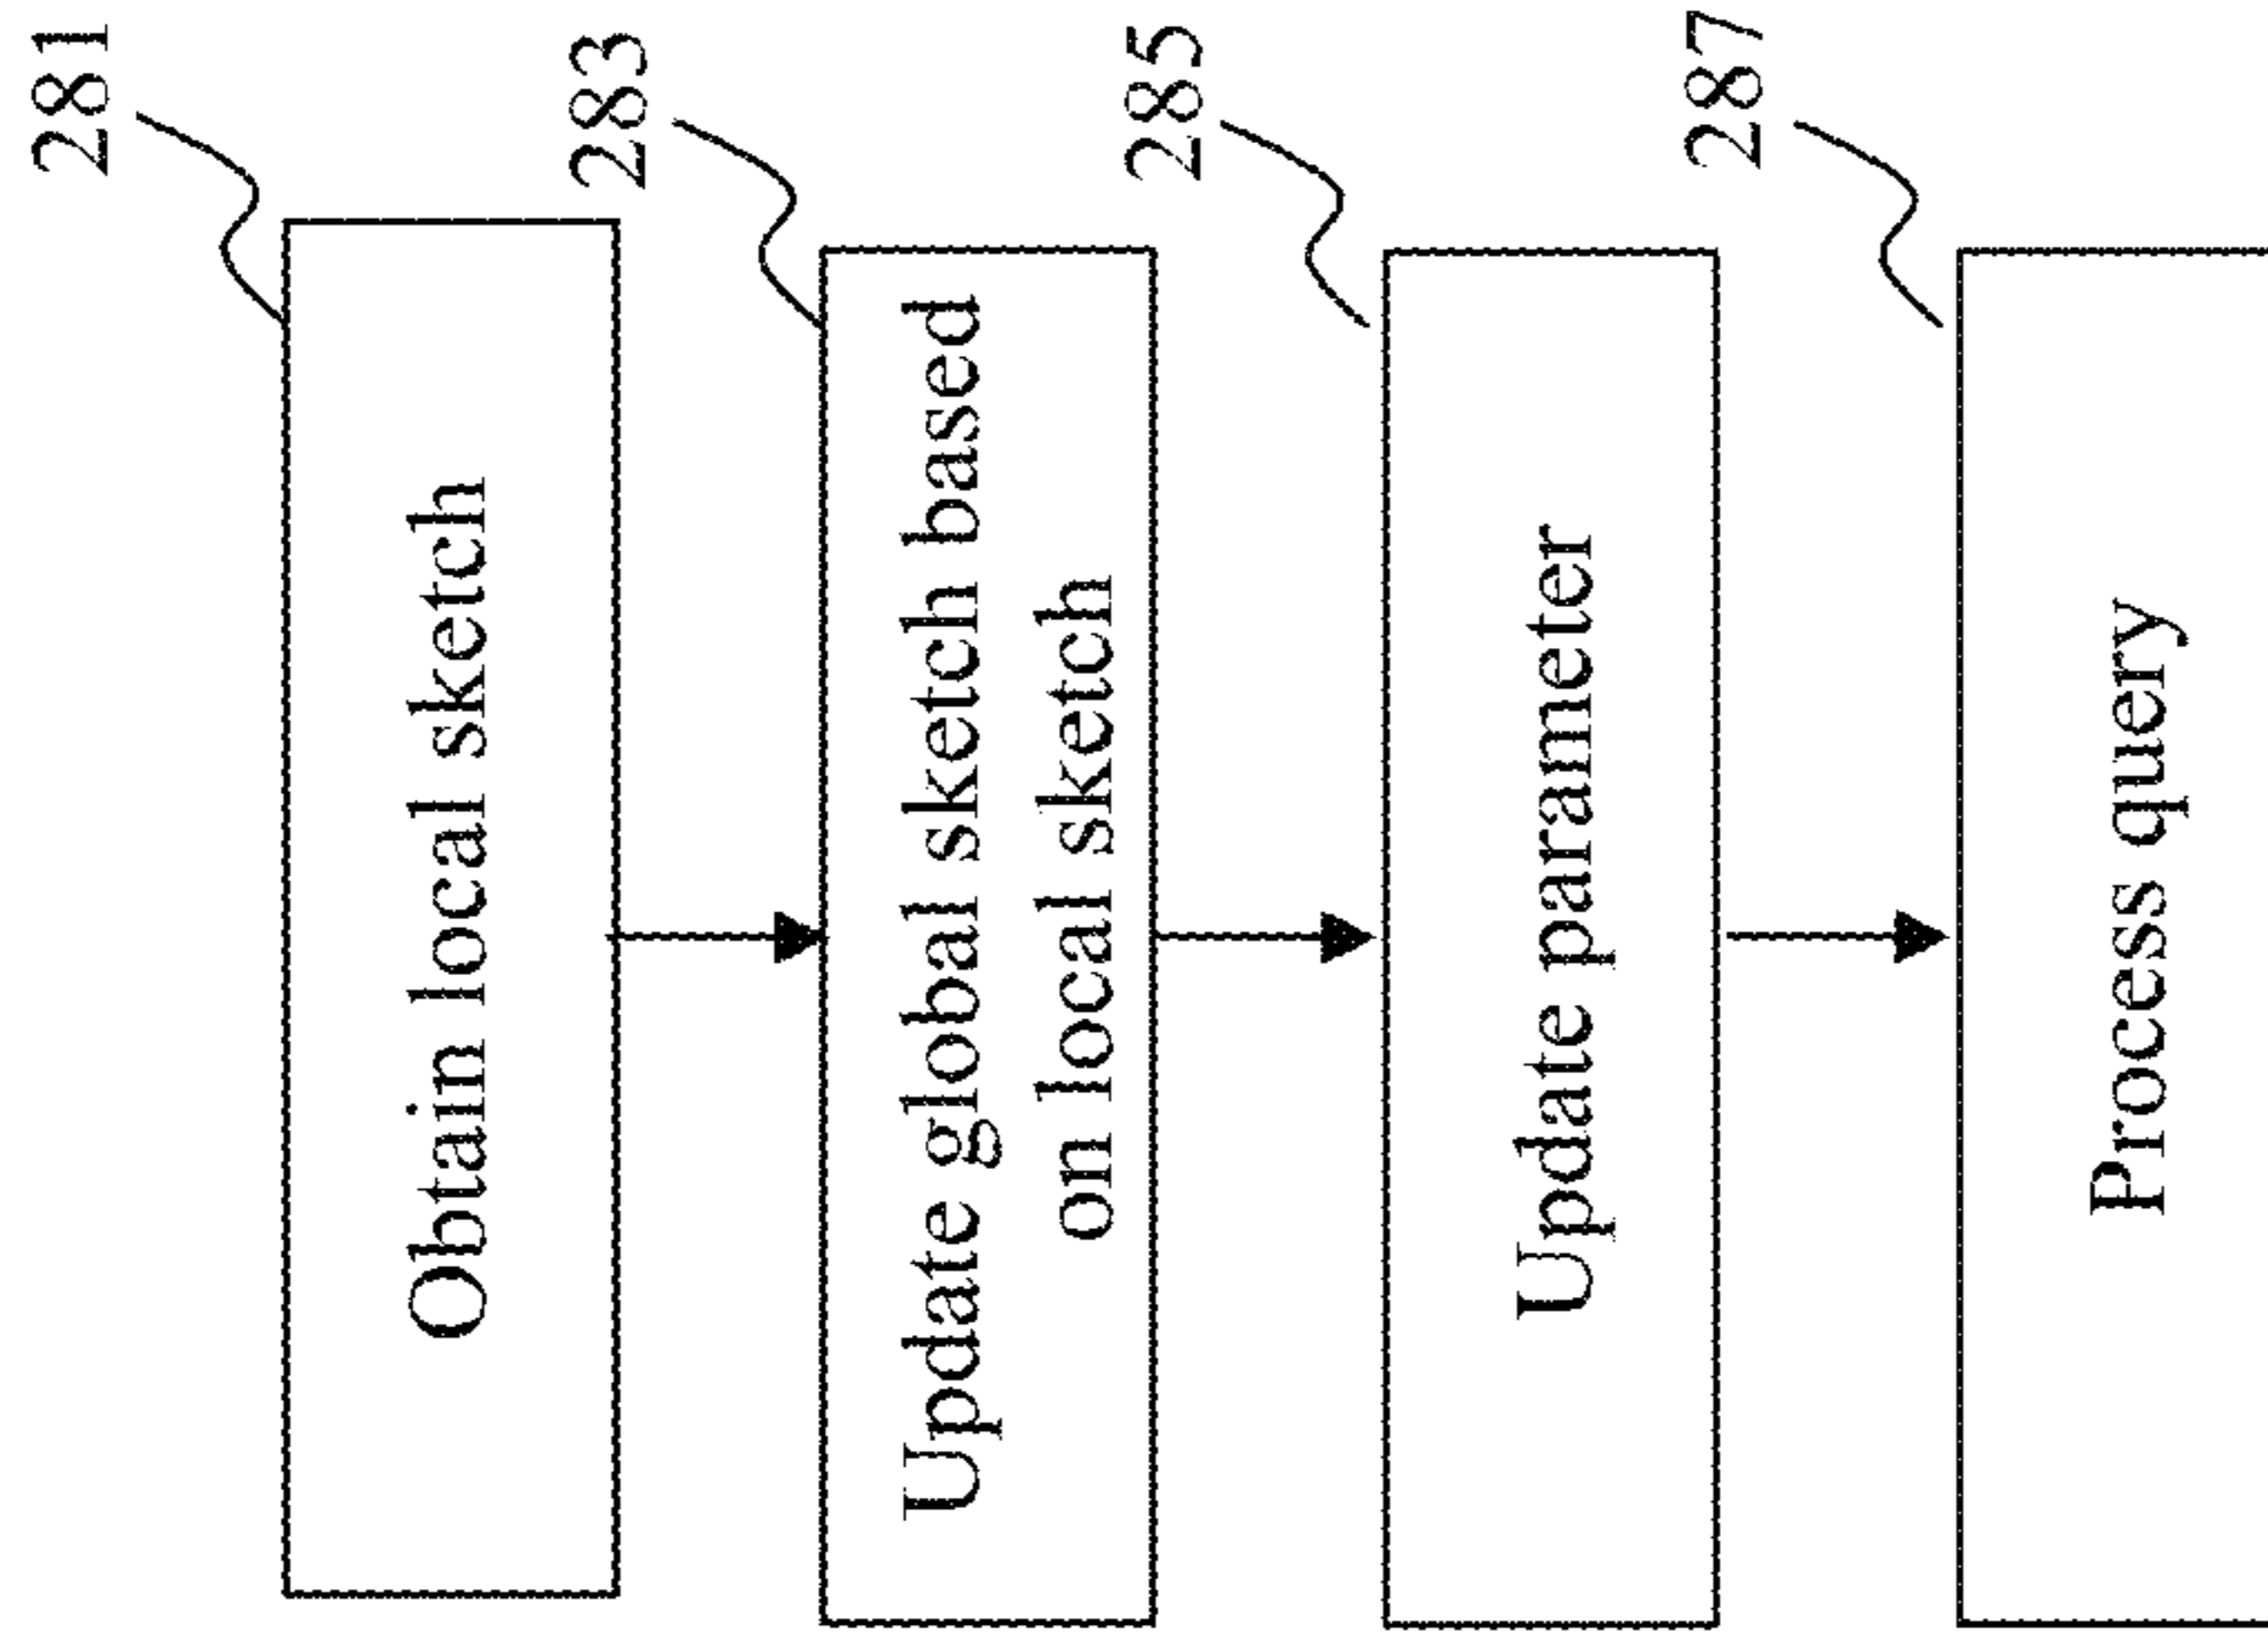 281
Obtain local sketch
283
Update global sketch based
on local sketch
285
Update parameter
287
Process query